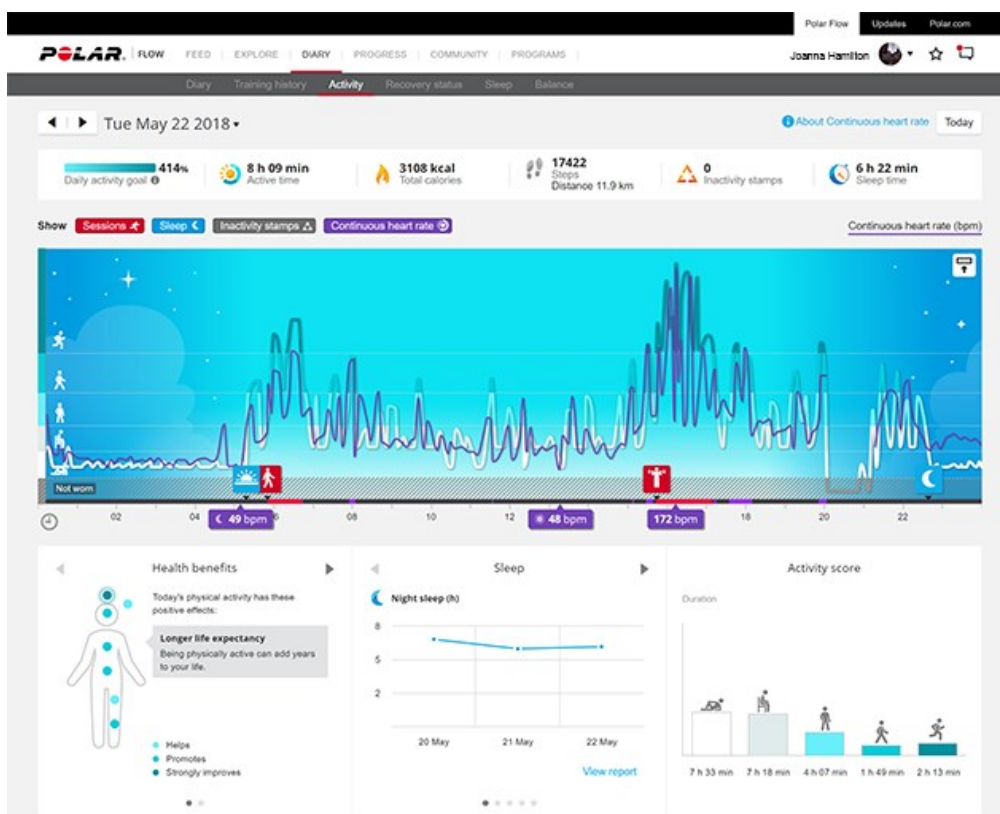 Polar Flow Updates Polar.com
POLAR. FLOW FEED EXPLORE DIARY PROGRESS COMMUNITY PROGRAMS Joanna Hamilton
Diary Training history Activity Recovery status Sleep Balance
Tue May 22 2018 About Continuous heart rate Today
414% 8 h 09 min 3108 kcal 17422 0 6 h 22 min
Daily activity goal Active time Total calories Steps Inactivity stamps Sleep time
Distance 11.9 km
Show Sessions Sleep Inactivity stamps Continuous heart rate Continuous heart rate (bpm)
Not worn
02 04 6 08 10 12 18 20 22
49 bpm 48 bpm 172 bpm
Health benefits
Today's physical activity has these
positive effects:
Longer life expectancy
Being physically active can add years
to your life.
Helps
Promotes
Strongly improves
Sleep
Night sleep (h)
8
5
2
20 May 21 May 22 May
View report
Activity score
Duration
7 h 33 min 7 h 18 min 4 h 07 min 1 h 49 min 2 h 13 min